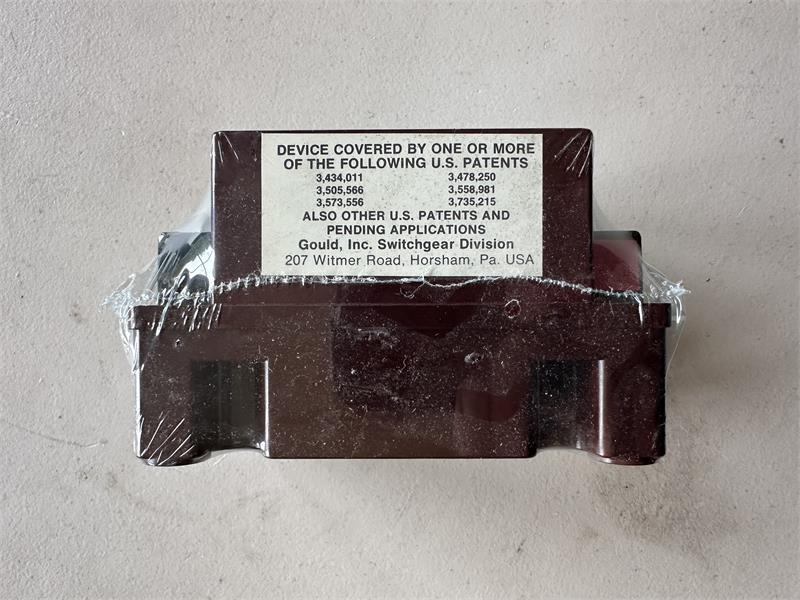 DEVICE COVERED BY ONE OR MORE
OF THE FOLLOWING U.S. PATENTS
3,434,011 3,478,250
3,505,566 3,558,981
3,573,556 3,735,215
ALSO OTHER U.S. PATENTS AND
PENDING APPLICATIONS
Gould, Inc. Switchgear Division
207 Witmer Road, Horsham, Pa. USA